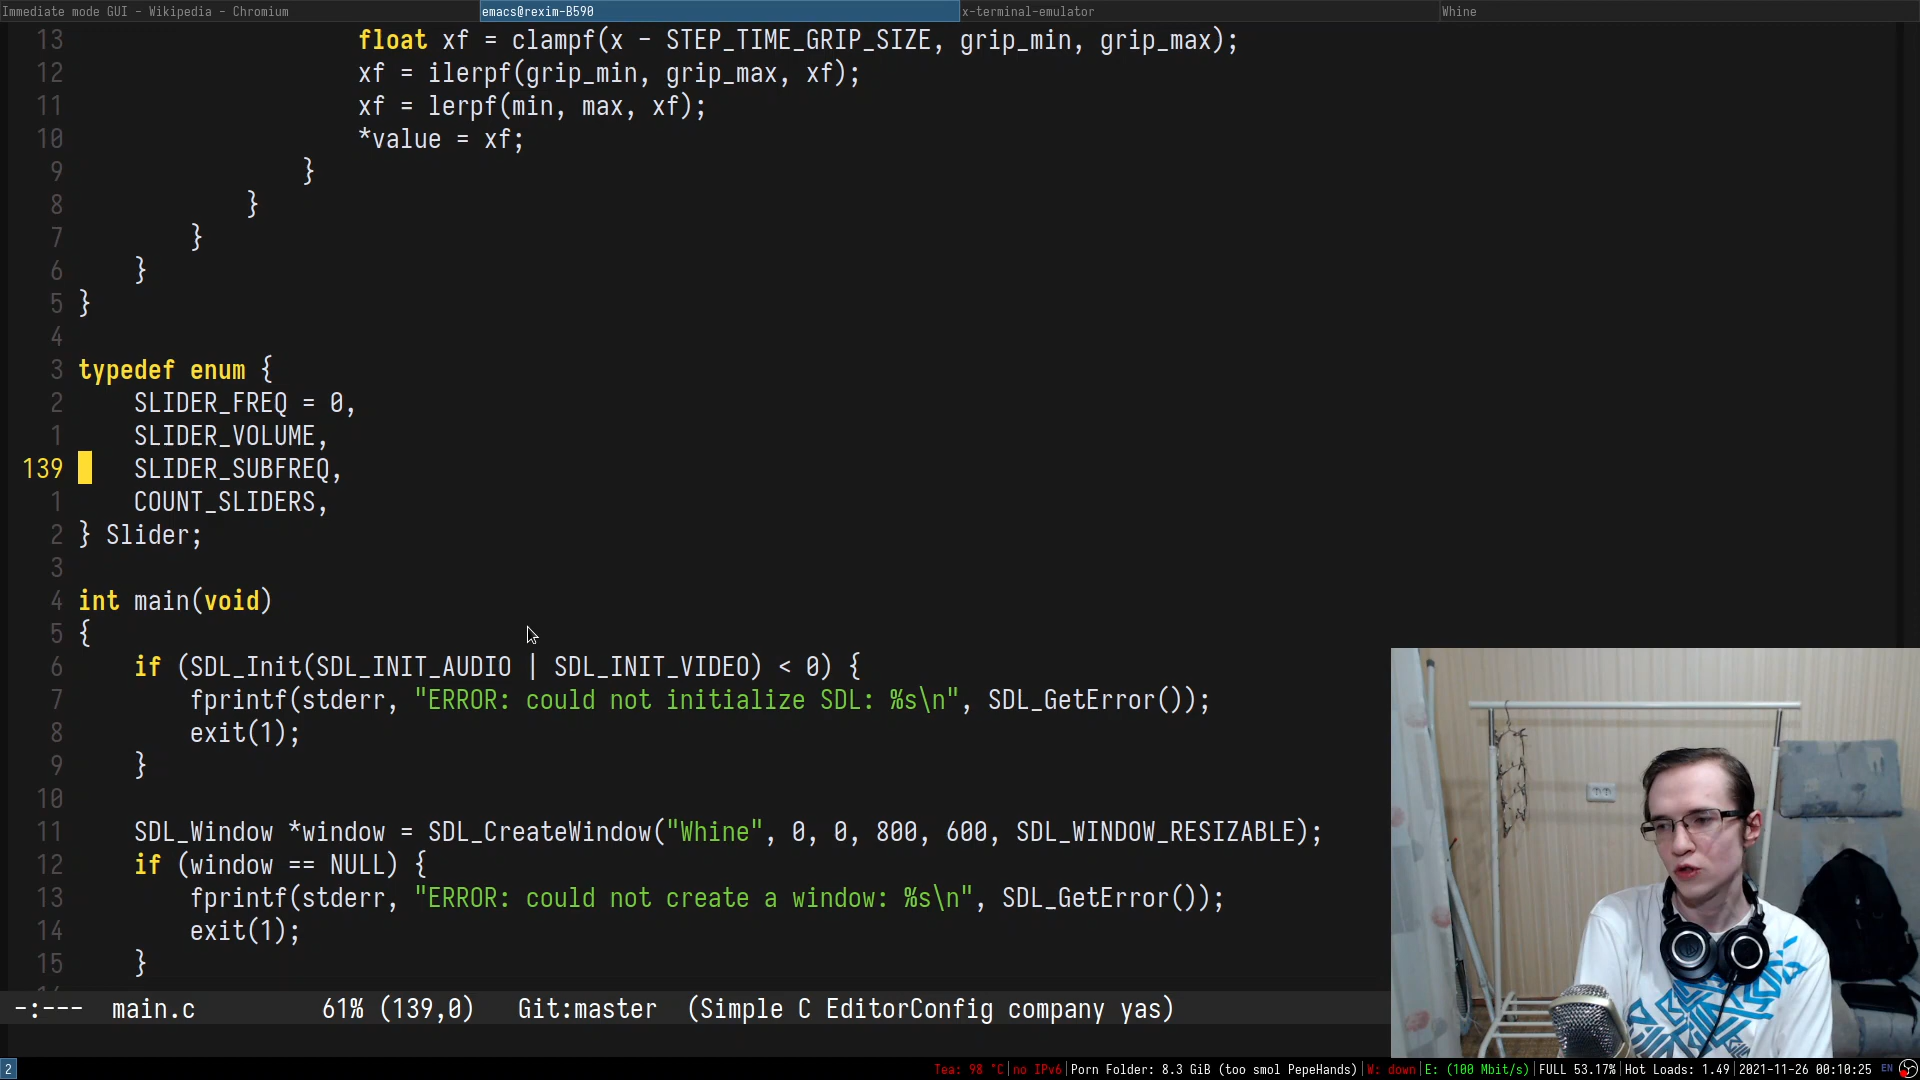 Immediate mode GUI - Wikipedia - Chromium
emacs@rexim-B590
x-terminal-emulator
Whine
13 float xf = clampf(x - STEP_TIME_GRIP_SIZE, grip_min, grip_max);
12 xf = ilerpf(grip_min, grip_max, xf);
11 xf = lerpf(min, max, xf);
10 *value = xf;
9 }
8 }
7 }
6 }
5 }
4
3 typedef enum {
2 SLIDER_FREQ = 0,
1 SLIDER_VOLUME,
139 SLIDER_SUBFREQ,
1 COUNT_SLIDERS,
2 } Slider;
3
4 int main(void)
5 {
6 if (SDL_Init(SDL_INIT_AUDIO | SDL_INIT_VIDEO) < 0) {
7 fprintf(stderr, "ERROR: could not initialize SDL: %s\n", SDL_GetError());
8 exit(1);
9 }
10
11 SDL_Window *window = SDL_CreateWindow("Whine", 0, 0, 800, 600, SDL_WINDOW_RESIZABLE);
12 if (window == NULL) {
13 fprintf(stderr, "ERROR: could not create a window: %s\n", SDL_GetError());
14 exit(1);
15 }
-:--- main.c 61% (139,0) Git:master (Simple C EditorConfig company yas)
2 Tea: 98 °C|no IPv6|Porn Folder: 8.3 GiB (too smol PepeHands)|W: down|E: (100 Mbit/s)|FULL 53.17%|Hot Loads: 1.49|2021-11-26 00:10:25 EN